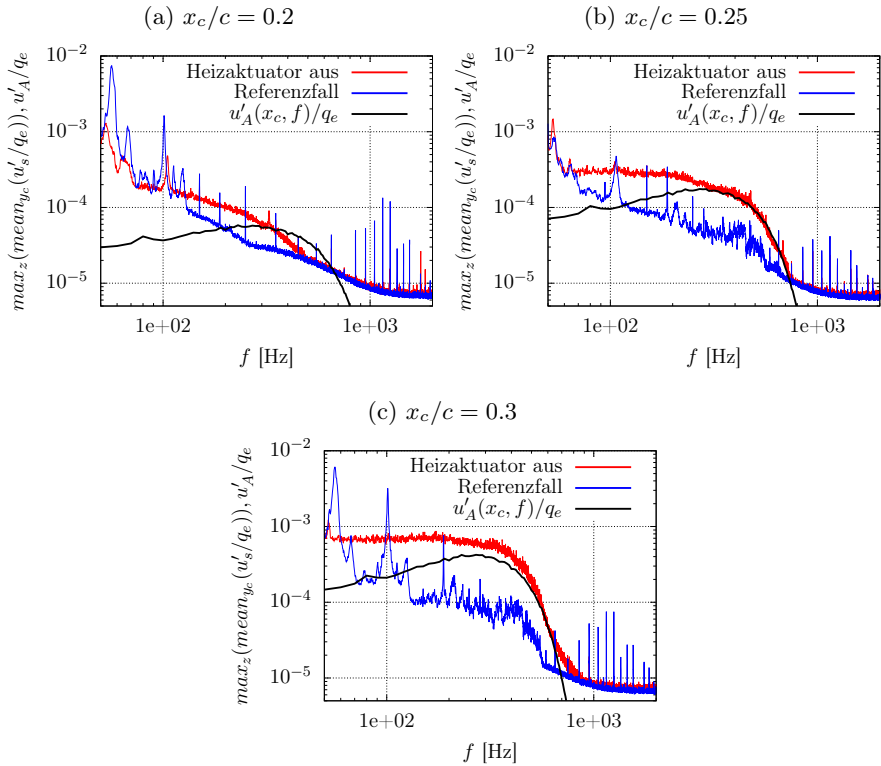 (a) x_c/c = 0.2
max_z(mean_{y_c}(u'_s/q_e)), u'_A/q_e
10^{-2}
10^{-3}
10^{-4}
10^{-5}
Heizaktuator aus
Referenzfall
u'_A(x_c, f)/q_e
1e+02
1e+03
f [Hz]
(b) x_c/c = 0.25
max_z(mean_{y_c}(u'_s/q_e)), u'_A/q_e
10^{-2}
10^{-3}
10^{-4}
10^{-5}
Heizaktuator aus
Referenzfall
u'_A(x_c, f)/q_e
1e+02
1e+03
f [Hz]
(c) x_c/c = 0.3
max_z(mean_{y_c}(u'_s/q_e)), u'_A/q_e
10^{-2}
10^{-3}
10^{-4}
10^{-5}
Heizaktuator aus
Referenzfall
u'_A(x_c, f)/q_e
1e+02
1e+03
f [Hz]